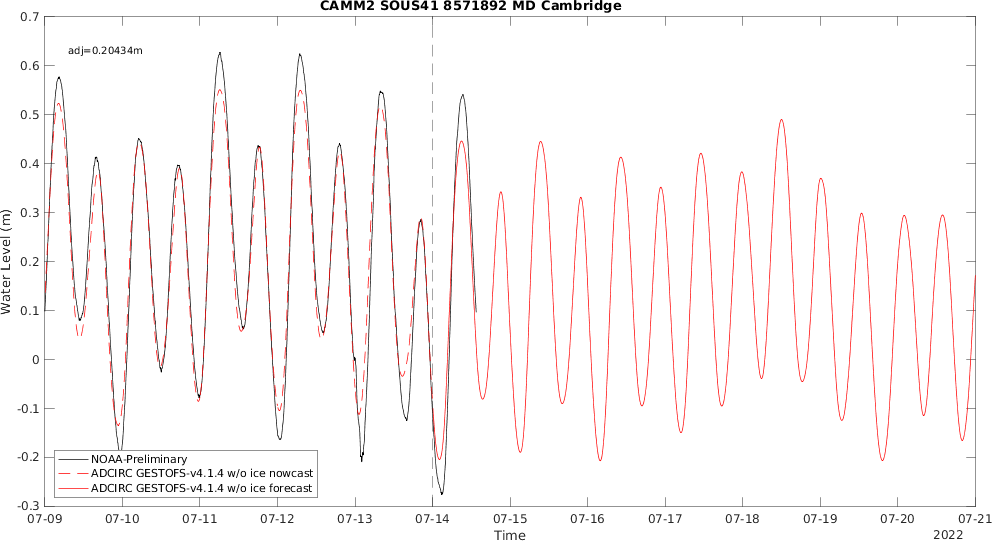 CAMM2 SOUS41 8571892 MD Cambridge
adj=0.20434m
0.7
0.6
0.5
0.4
0.3
0.2
0.1
0
-0.1
-0.2
-0.3
Water Level (m)
NOAA-Preliminary
ADCIRC GESTOFS-v4.1.4 w/o ice nowcast
ADCIRC GESTOFS-v4.1.4 w/o ice forecast
07-09 07-10 07-11 07-12 07-13 07-14 07-15 07-16 07-17 07-18 07-19 07-20 07-21
Time
2022